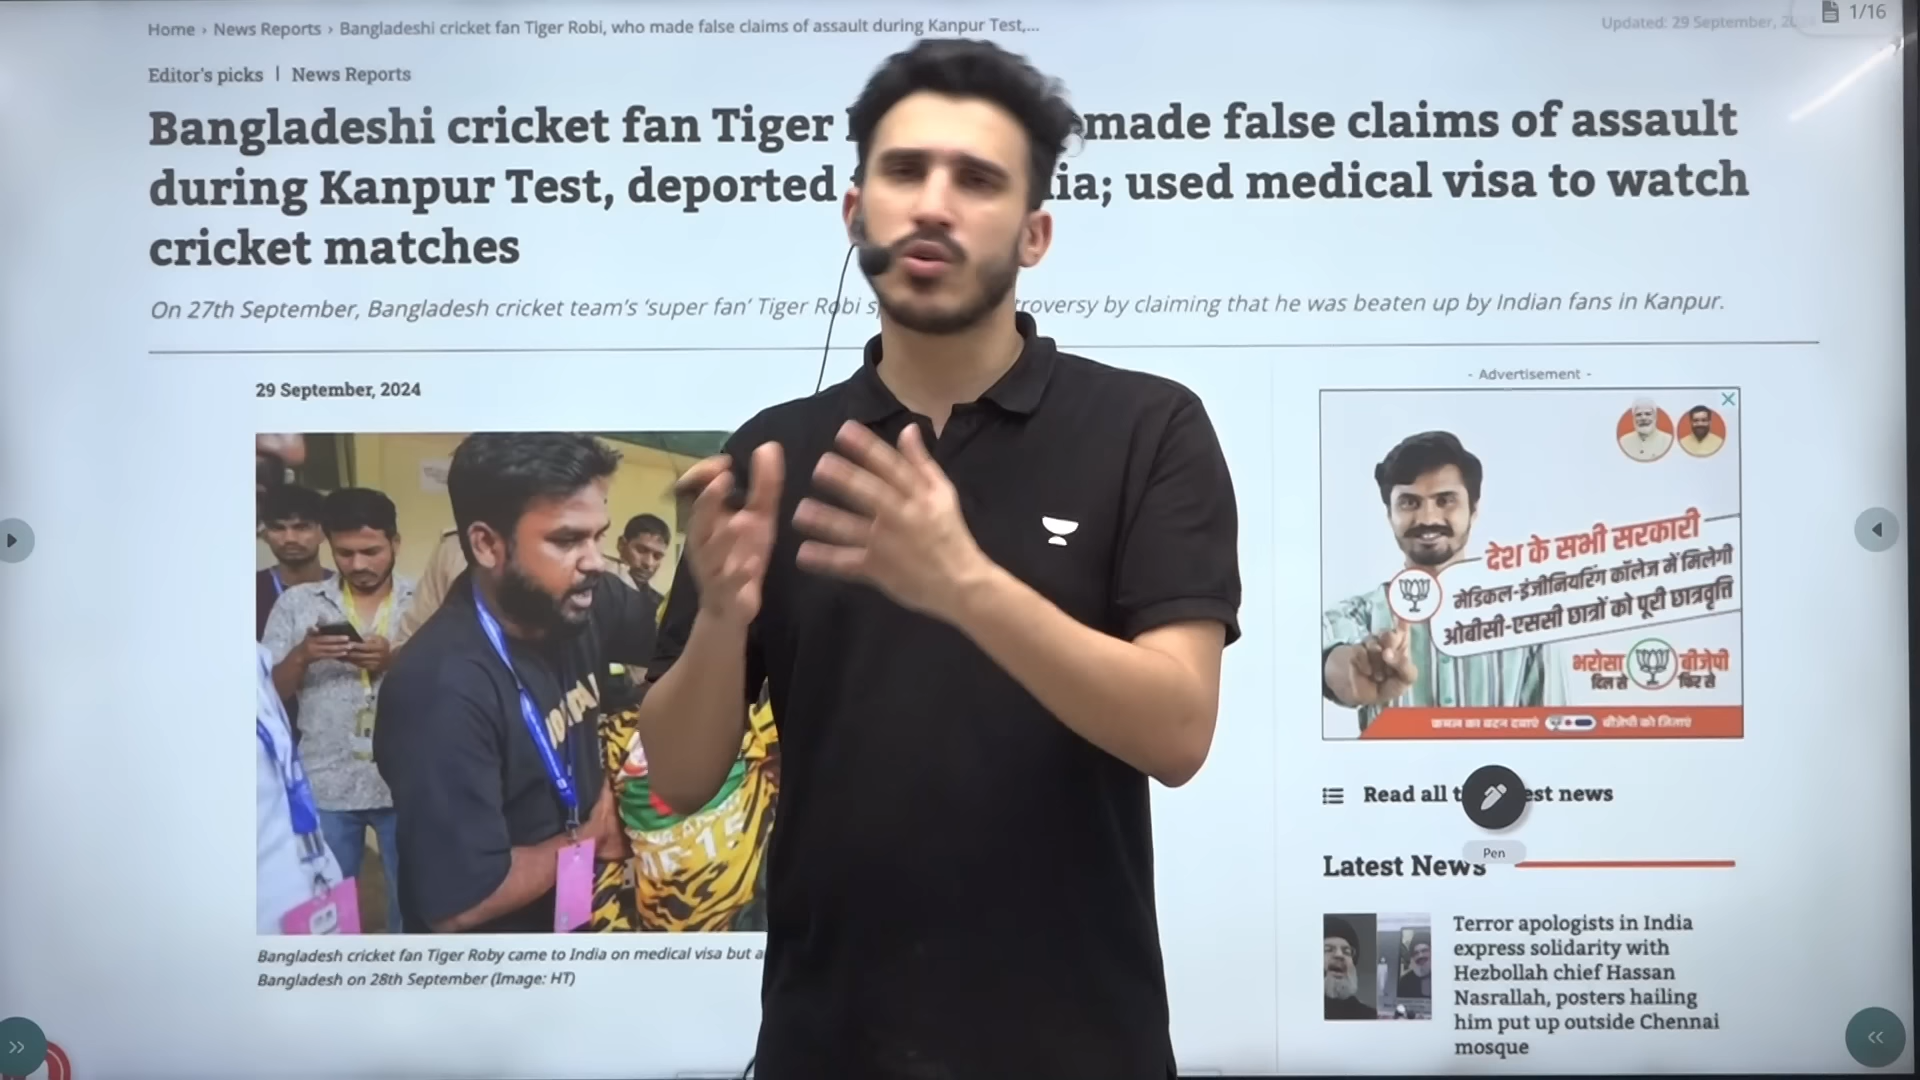 Home › News Reports › Bangladeshi cricket fan Tiger Robi, who made false claims of assault during Kanpur Test,...
Updated: 29 September,
1/16
Editor's picks | News Reports
Bangladeshi cricket fan Tiger made false claims of assault
during Kanpur Test, deported ia; used medical visa to watch
cricket matches
On 27th September, Bangladesh cricket team's 'super fan' Tiger Robi s troversy by claiming that he was beaten up by Indian fans in Kanpur.
29 September, 2024
- Advertisement -
देश के सभी सरकारी
मेडिकल-इंजीनियरिंग कॉलेज में मिलेगी
ओबीसी-एससी छात्रों को पूरी छात्रवृत्ति
भरोसा बीजेपी
दिल से फिर से
कमल का बटन दबाएं बीजेपी को जिताएं
Read all t est news
Pen
Latest News
Terror apologists in India
express solidarity with
Hezbollah chief Hassan
Nasrallah, posters hailing
him put up outside Chennai
mosque
Bangladesh cricket fan Tiger Roby came to India on medical visa but a
Bangladesh on 28th September (Image: HT)